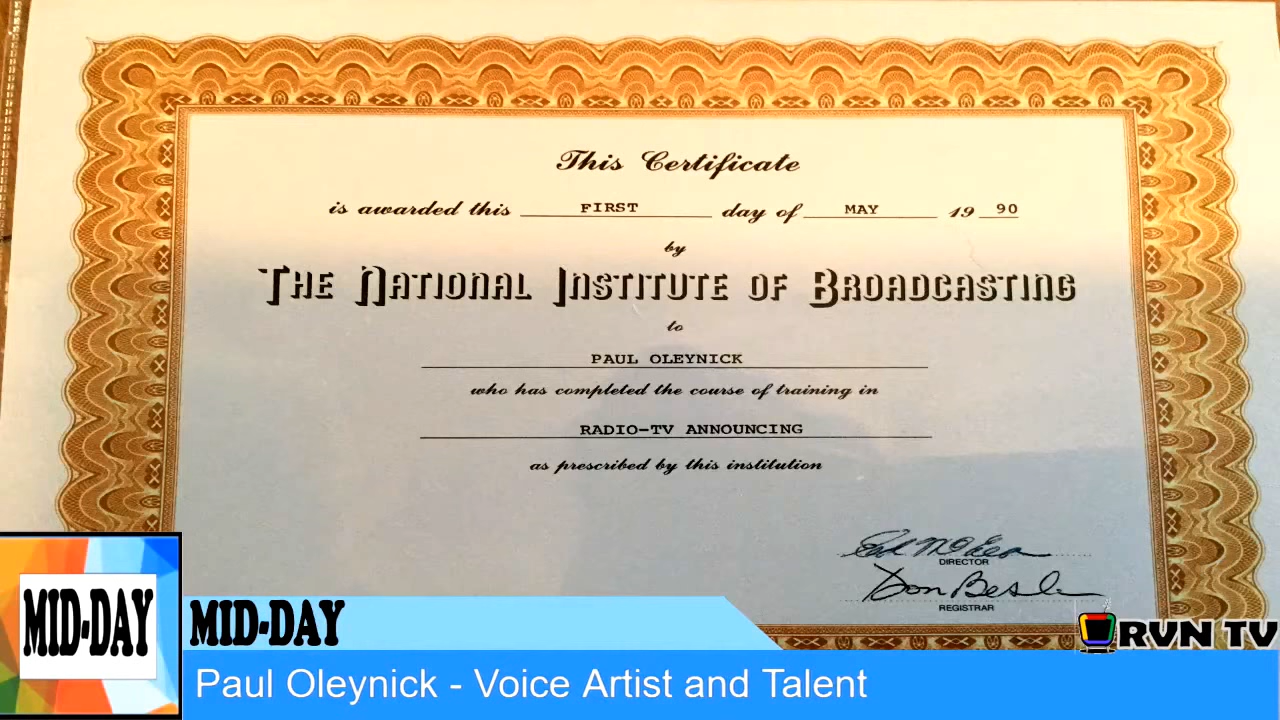 This Certificate
is awarded this FIRST day of MAY 19 90
by
THE NATIONAL INSTITUTE OF BROADCASTING
to
PAUL OLEYNICK
who has completed the course of training in
RADIO-TV ANNOUNCING
as prescribed by this institution
DIRECTOR
Don
REGISTRAR
MID-DAY
MID-DAY
RVN TV
Paul Oleynick - Voice Artist and Talent